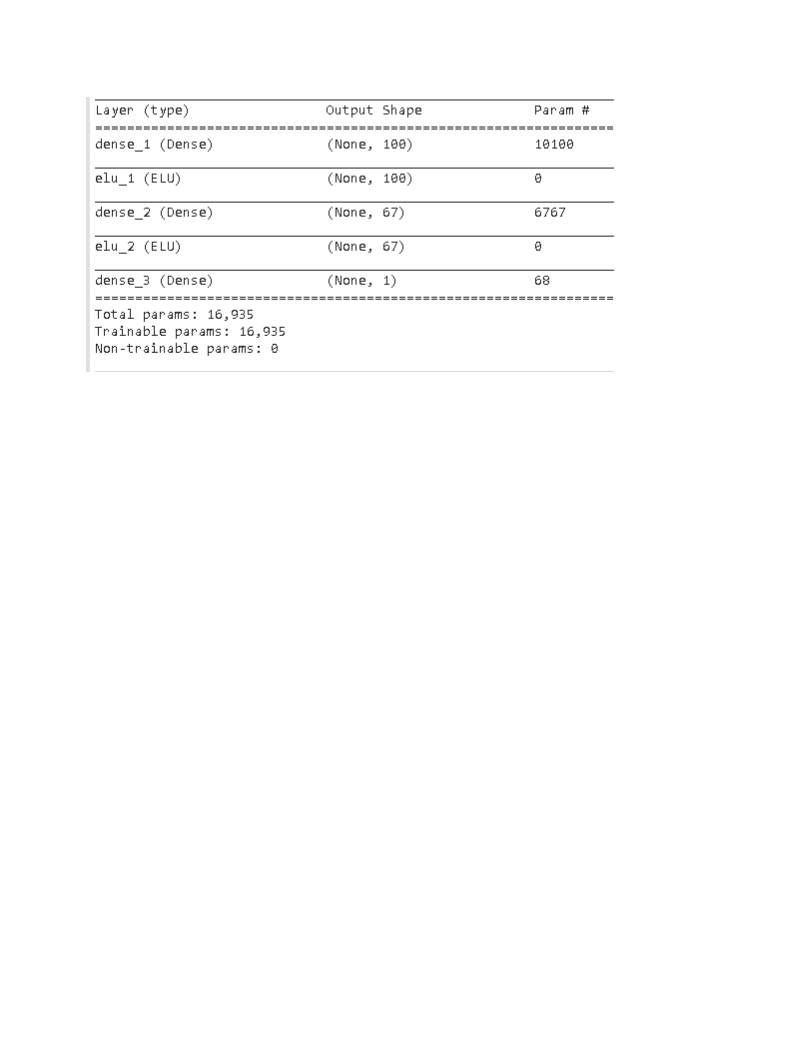 Layer (type) Output Shape Param #
=================================================================
dense_1 (Dense) (None, 100) 10100
elu_1 (ELU) (None, 100) 0
dense_2 (Dense) (None, 67) 6767
elu_2 (ELU) (None, 67) 0
dense_3 (Dense) (None, 1) 68
=================================================================
Total params: 16,935
Trainable params: 16,935
Non-trainable params: 0